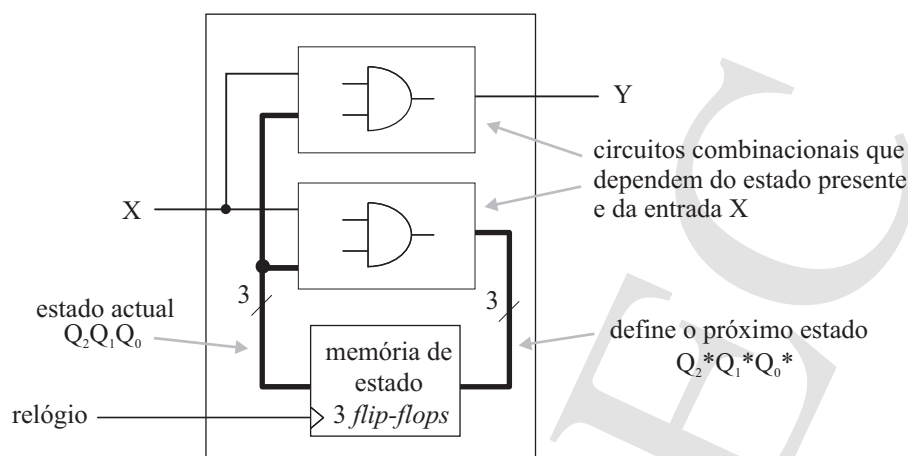 Y
circuitos combinacionais que
dependem do estado presente
e da entrada X
X
3
3
estado actual
Q₂Q₁Q₀
define o próximo estado
Q₂*Q₁*Q₀*
memória de
estado
3 flip-flops
relógio
EC